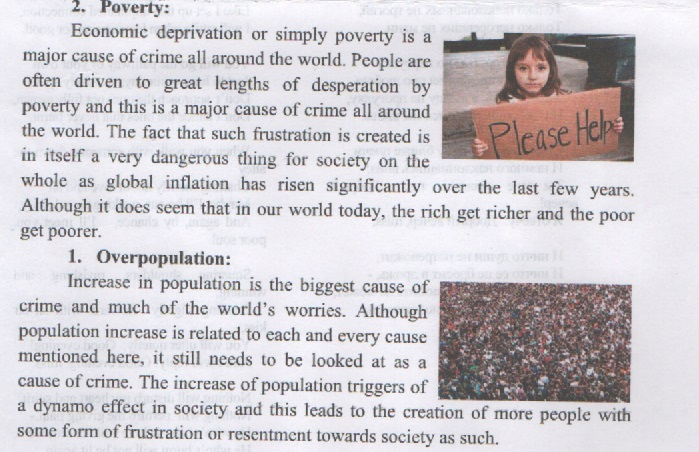 2. Poverty:
Economic deprivation or simply poverty is a
major cause of crime all around the world. People are
often driven to great lengths of desperation by
poverty and this is a major cause of crime all around
the world. The fact that such frustration is created is
in itself a very dangerous thing for society on the
whole as global inflation has risen significantly over the last few years.
Although it does seem that in our world today, the rich get richer and the poor
get poorer.
Please Help
1. Overpopulation:
Increase in population is the biggest cause of
crime and much of the world's worries. Although
population increase is related to each and every cause
mentioned here, it still needs to be looked at as a
cause of crime. The increase of population triggers of
a dynamo effect in society and this leads to the creation of more people with
some form of frustration or resentment towards society as such.